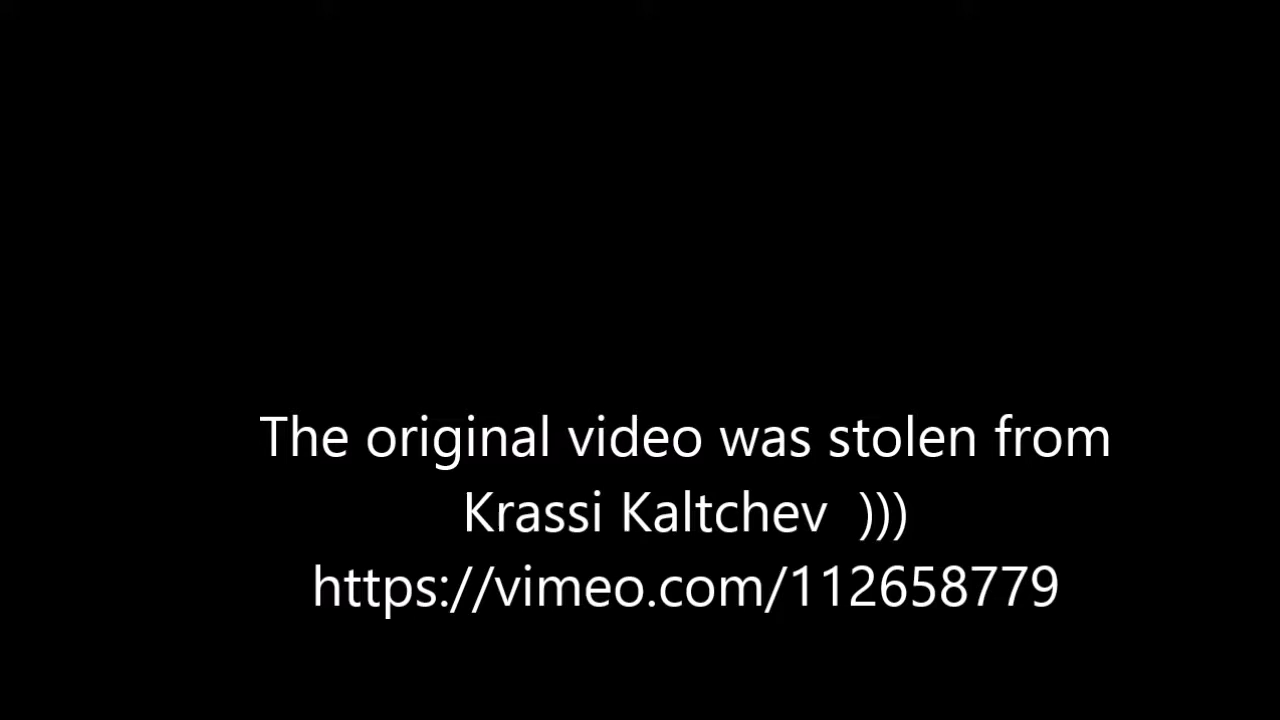 The original video was stolen from
Krassi Kaltchev  )))
https://vimeo.com/112658779